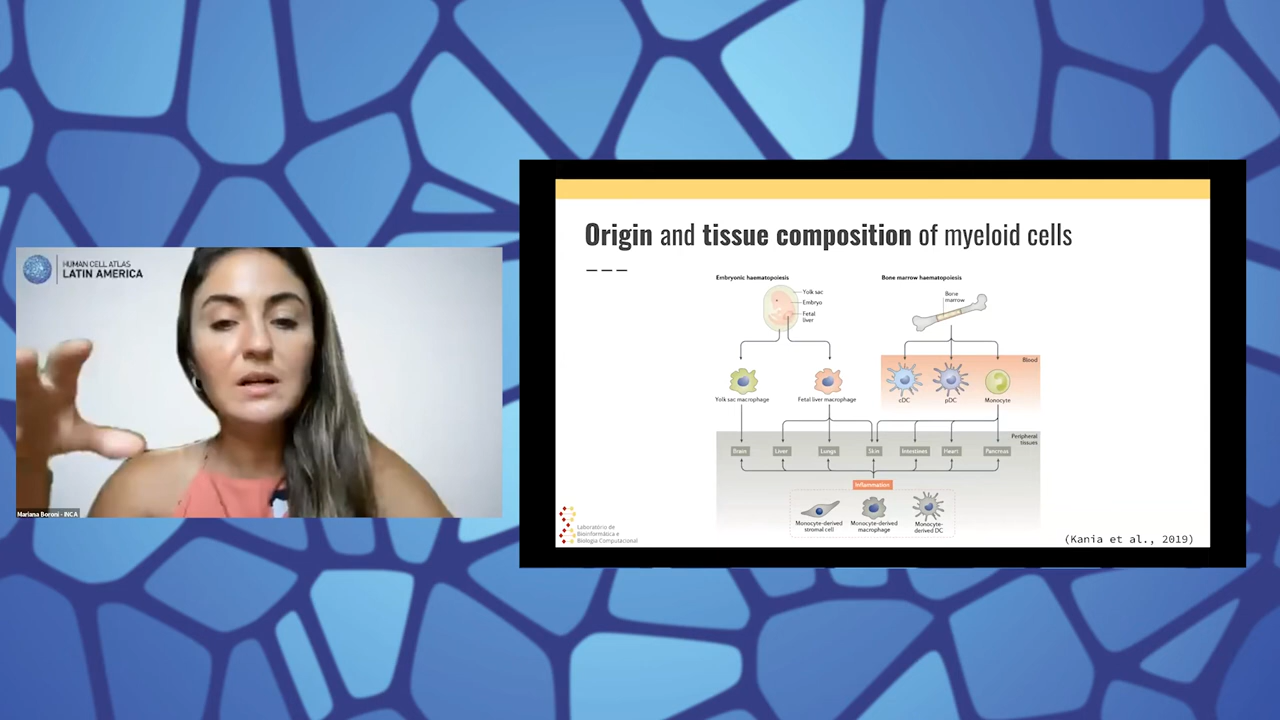 HUMAN CELL ATLAS
LATIN AMERICA
Mariana Boroni - INCA
Origin and tissue composition of myeloid cells
Embryonic haematopoiesis
Bone marrow haematopoiesis
Yolk sac
Embryo
Fetal
liver
Bone
marrow
Blood
Yolk sac macrophage
Fetal liver macrophage
cDC
pDC
Monocyte
Peripheral
tissues
Brain
Liver
Lungs
Skin
Intestines
Heart
Pancreas
Inflammation
Monocyte-derived
stromal cell
Monocyte-derived
macrophage
Monocyte-
derived DC
Laboratório de
Bioinformática e
Biologia Computacional
(Kania et al., 2019)